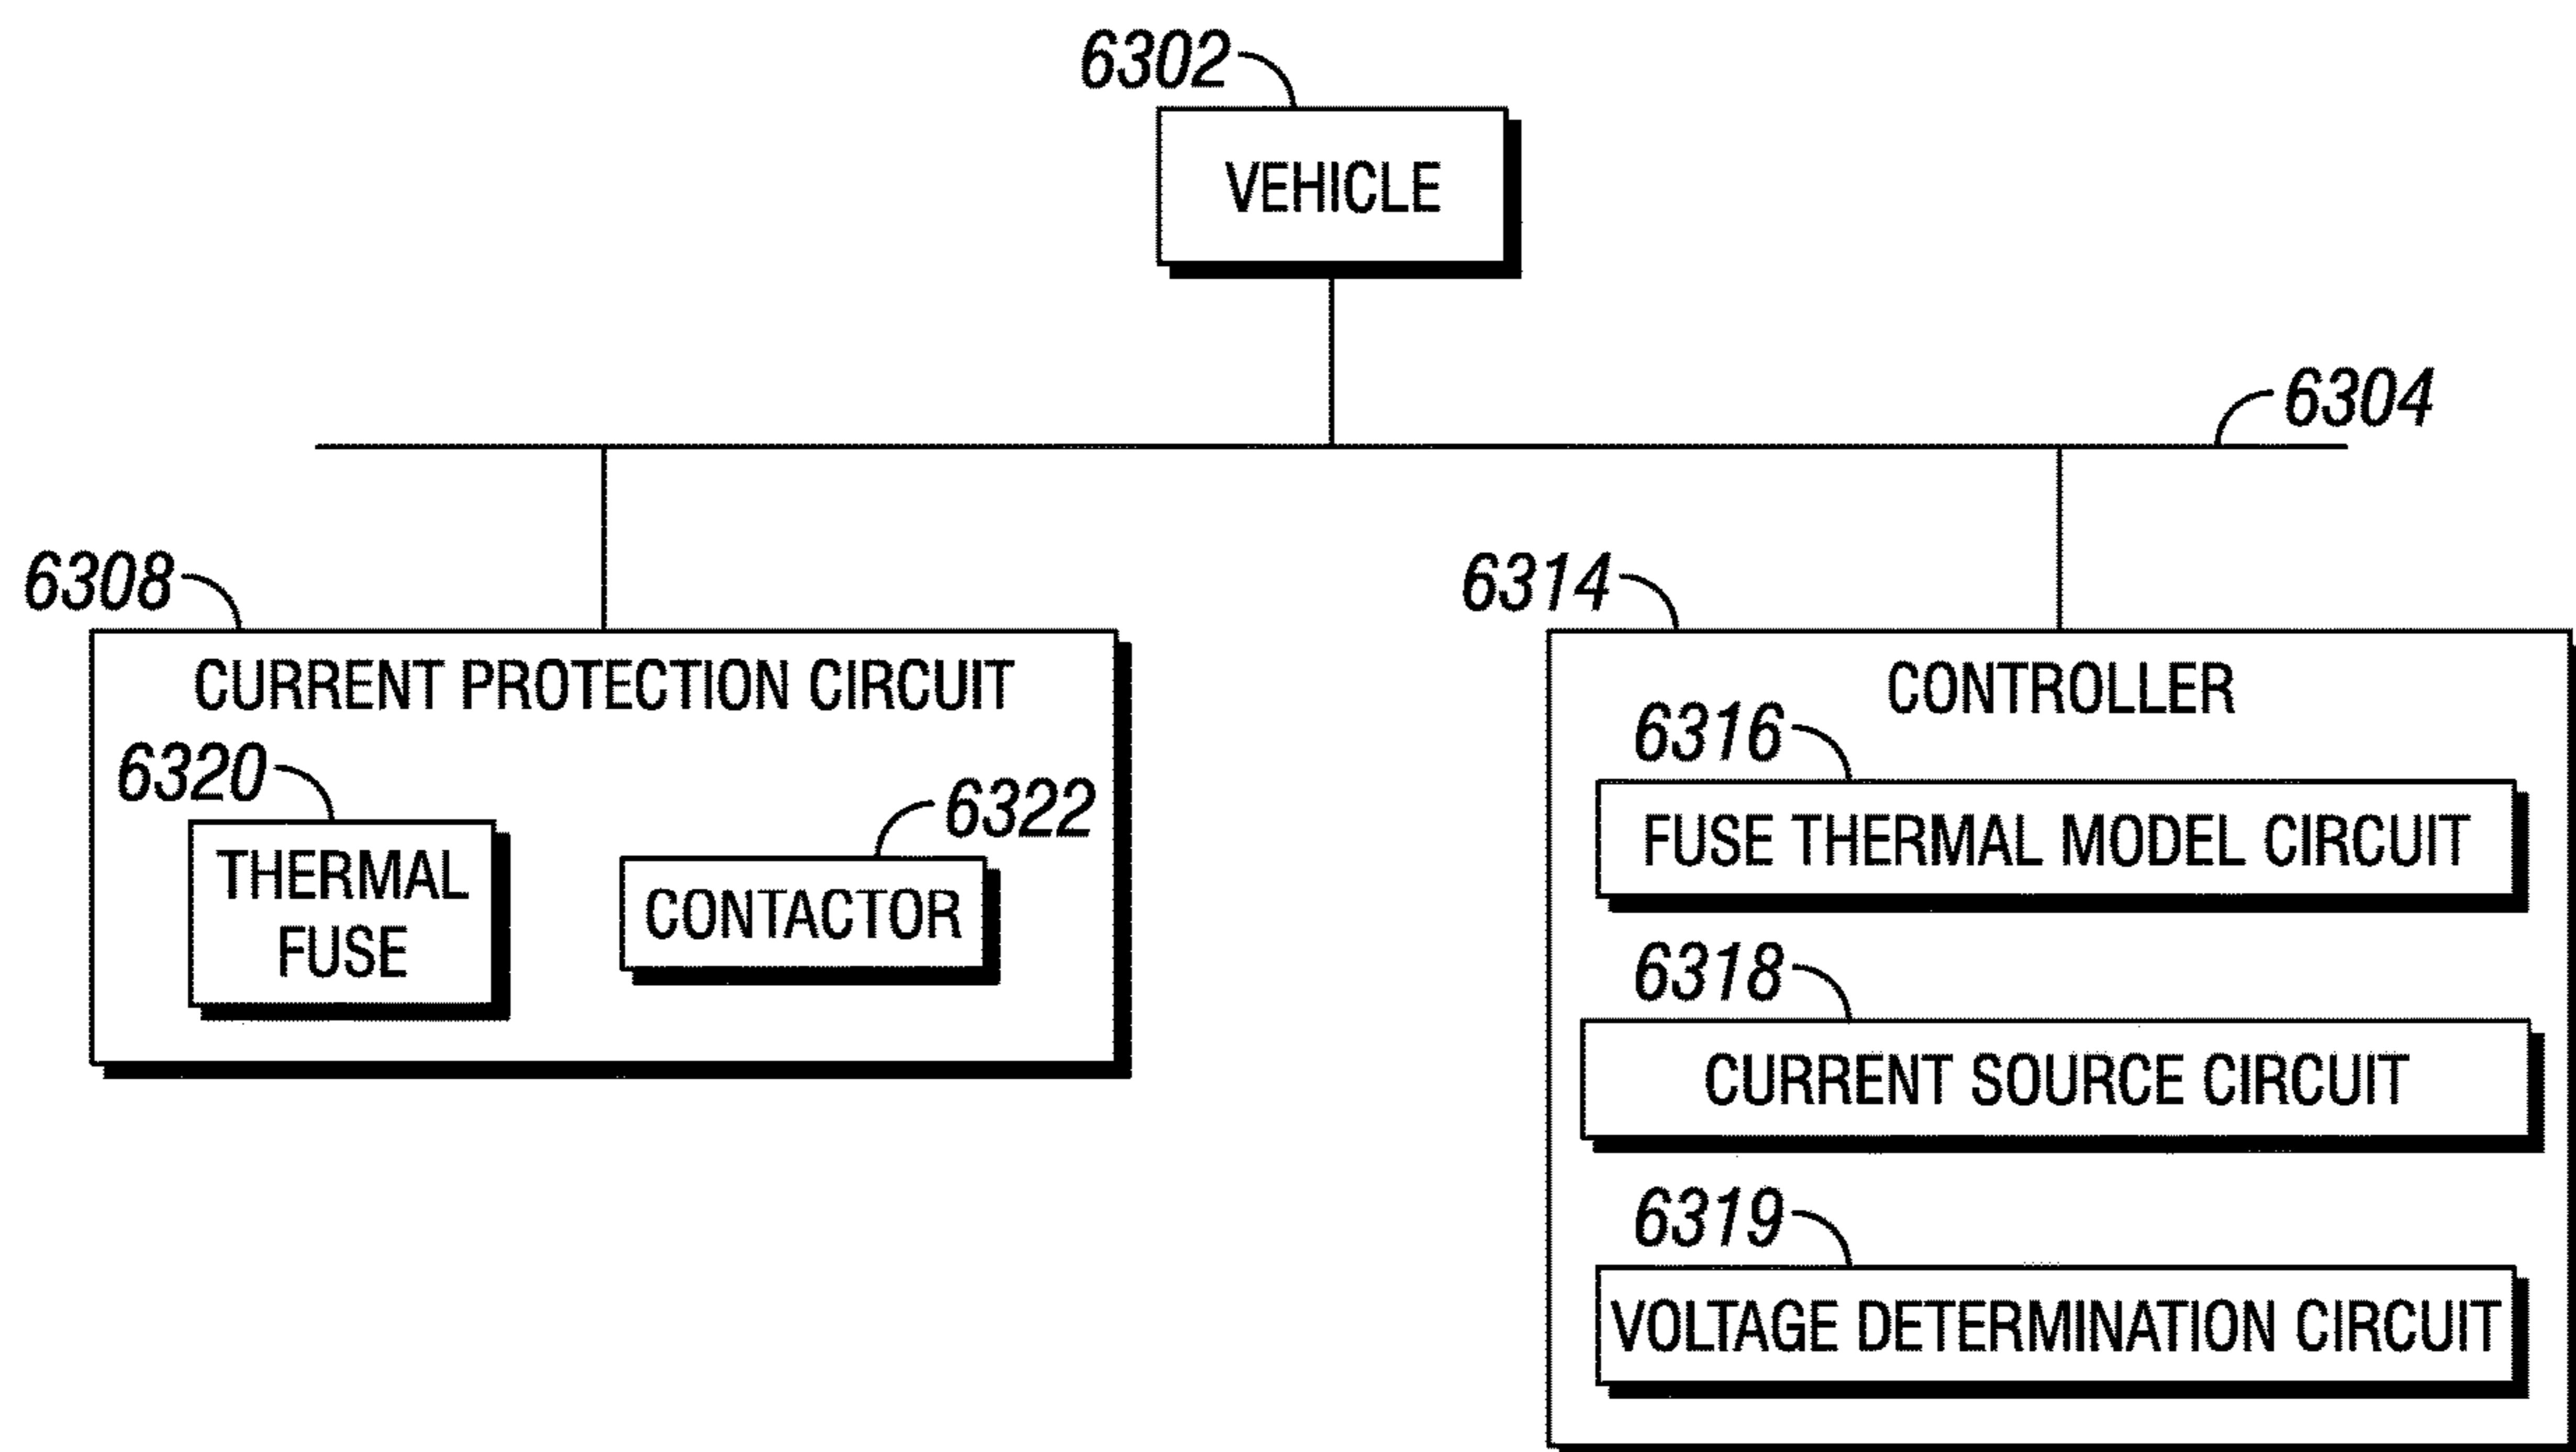 6302
VEHICLE
6304
6308
CURRENT PROTECTION CIRCUIT
6320
THERMAL
FUSE
6322
CONTACTOR
6314
CONTROLLER
6316
FUSE THERMAL MODEL CIRCUIT
6318
CURRENT SOURCE CIRCUIT
6319
VOLTAGE DETERMINATION CIRCUIT